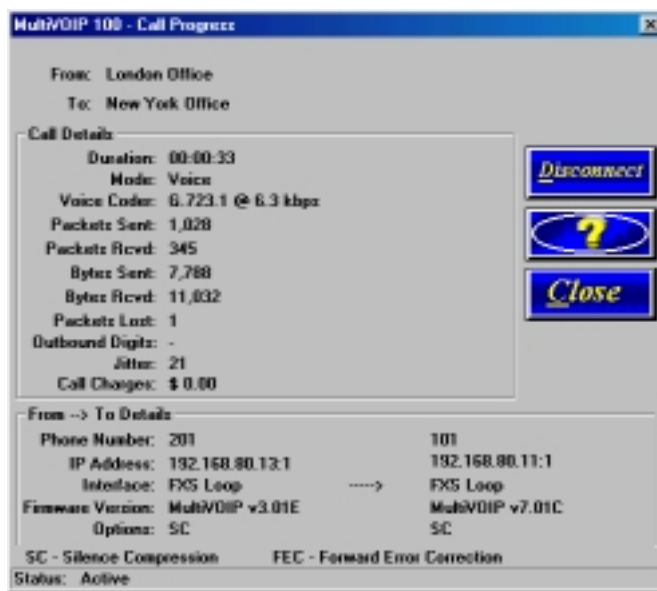 MultiVOIP 100 - Call Progress
From: London Office
To: New York Office
Call Details
Duration: 00:00:33
Mode: Voice
Voice Coder: G.723.1 @ 6.3 kbps
Packets Sent: 1,028
Packets Rcvd: 345
Bytes Sent: 7,788
Bytes Rcvd: 11,032
Packets Lost: 1
Outbound Digits: -
Jitter: 21
Call Charges: $ 0.00
Disconnect
?
Close
From --> To Details
Phone Number: 201 101
IP Address: 192.168.80.13:1 192.168.80.11:1
Interface: FXS Loop ----> FXS Loop
Firmware Version: MultiVOIP v3.01E MultiVOIP v7.01C
Options: SC SC
SC - Silence Compression FEC - Forward Error Correction
Status: Active